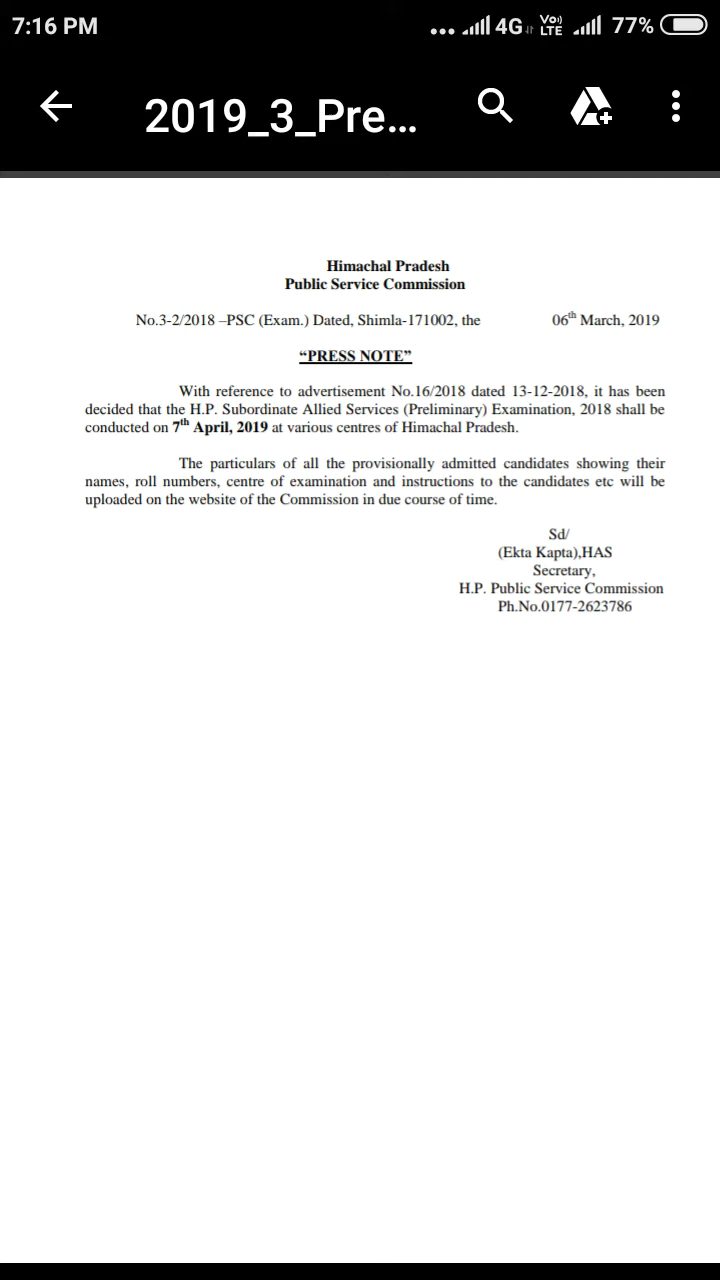 7:16 PM
4G Vo) LTE 77%
2019_3_Pre...
Himachal Pradesh
Public Service Commission
No.3-2/2018 –PSC (Exam.) Dated, Shimla-171002, the 06th March, 2019
“PRESS NOTE”
With reference to advertisement No.16/2018 dated 13-12-2018, it has been
decided that the H.P. Subordinate Allied Services (Preliminary) Examination, 2018 shall be
conducted on 7th April, 2019 at various centres of Himachal Pradesh.
The particulars of all the provisionally admitted candidates showing their
names, roll numbers, centre of examination and instructions to the candidates etc will be
uploaded on the website of the Commission in due course of time.
Sd/
(Ekta Kapta),HAS
Secretary,
H.P. Public Service Commission
Ph.No.0177-2623786